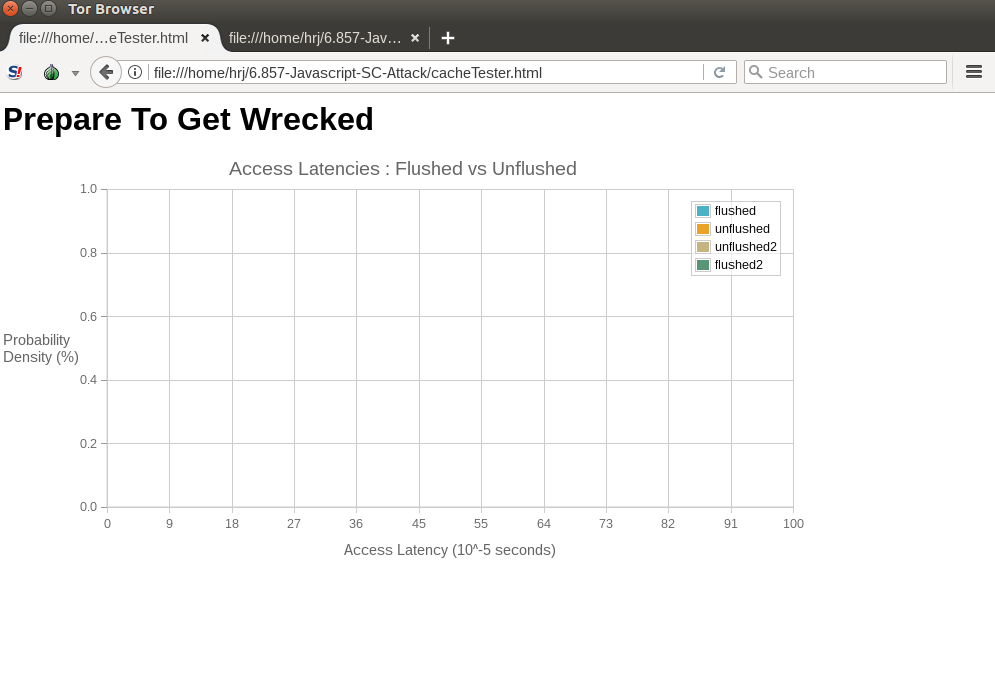 Tor Browser
file:///home/…eTester.html
file:///home/hrj/6.857-Jav…
file:///home/hrj/6.857-Javascript-SC-Attack/cacheTester.html
Search
Prepare To Get Wrecked
Access Latencies : Flushed vs Unflushed
1.0
0.8
0.6
0.4
0.2
0.0
Probability
Density (%)
flushed
unflushed
unflushed2
flushed2
0 9 18 27 36 45 55 64 73 82 91 100
Access Latency (10^-5 seconds)